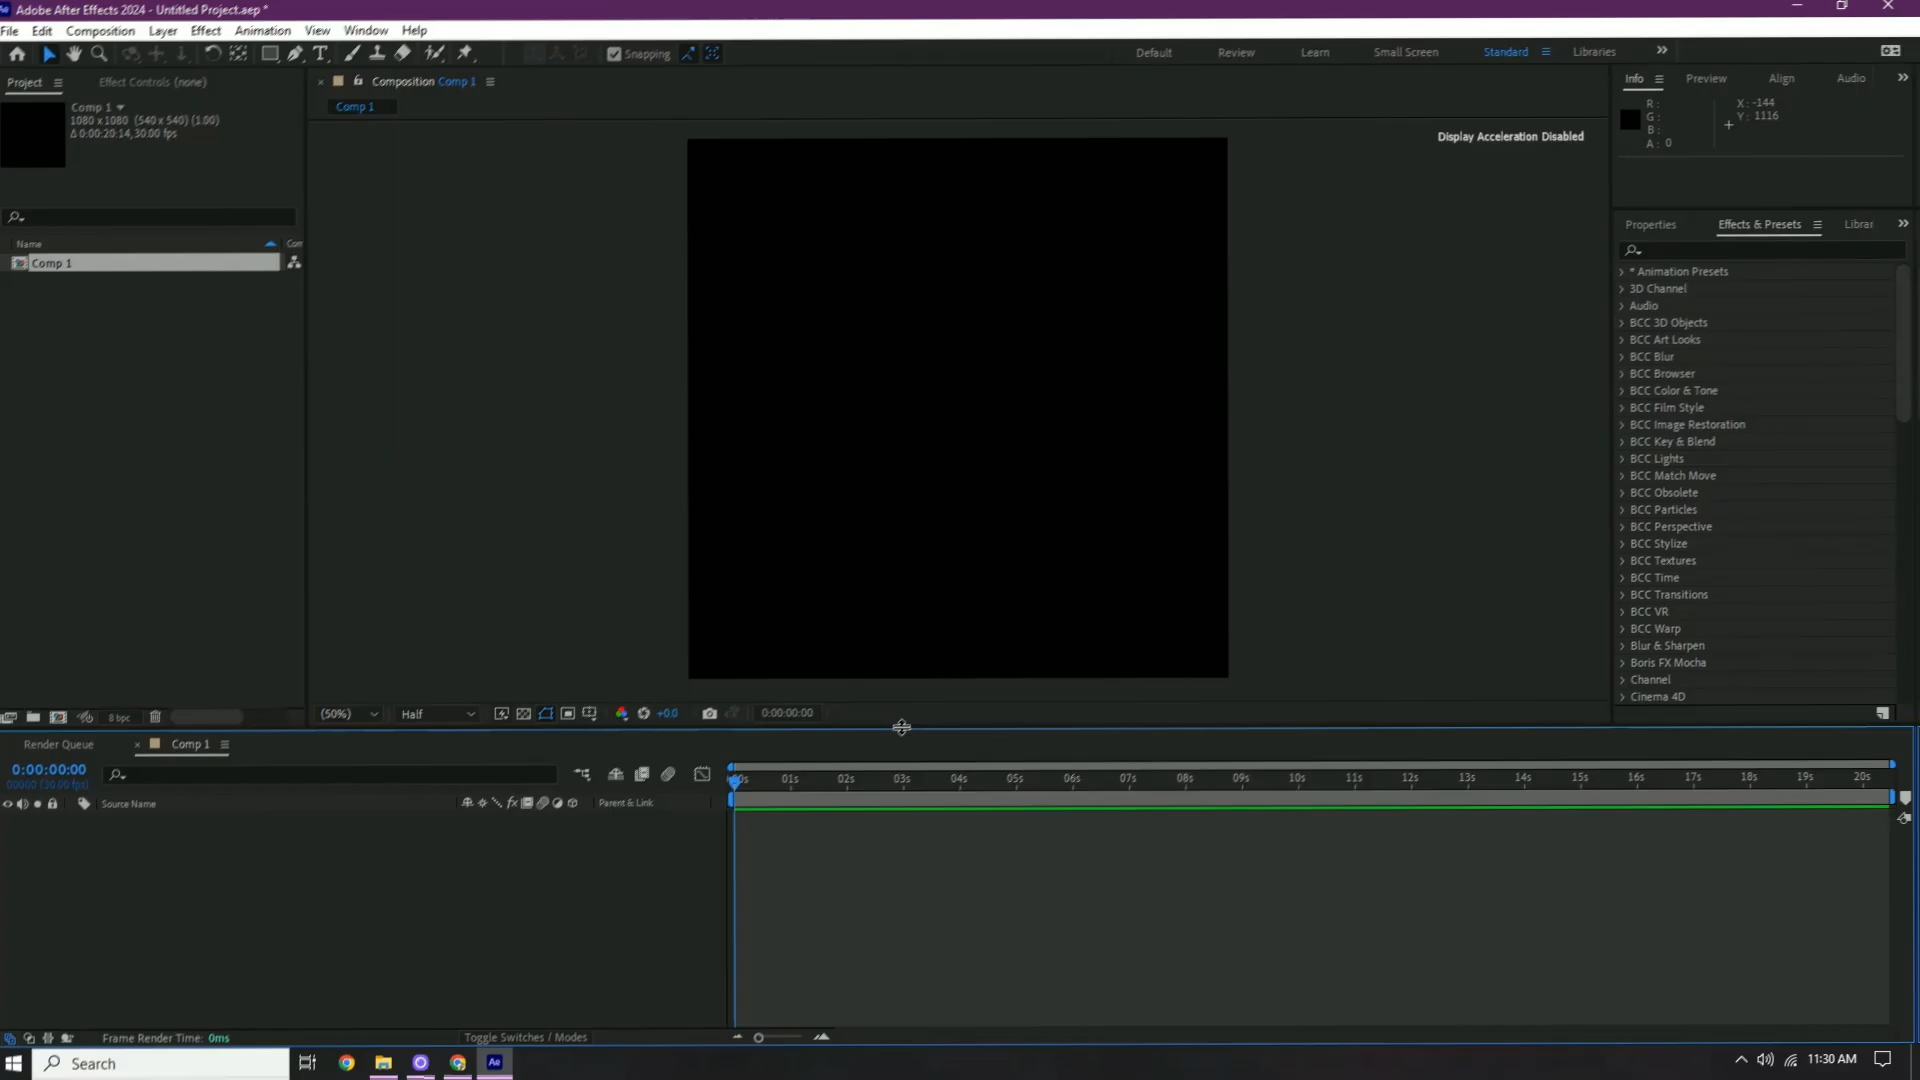 Adobe After Effects 2024 - Untitled Project.aep *
File Edit Composition Layer Effect Animation View Window Help
Snapping
Default Review Learn Small Screen Standard Libraries
Project Effect Controls (none)
Composition Comp 1
Info Preview Align Audio
Comp 1
1080 x 1080 (540 x 540) (1.00)
Δ 0:00:20:14, 30.00 fps
Comp 1
R :
G :
B :
A : 0
X : -144
Y : 1116
Display Acceleration Disabled
Properties Effects & Presets Librar
Name Com
Comp 1
* Animation Presets
3D Channel
Audio
BCC 3D Objects
BCC Art Looks
BCC Blur
BCC Browser
BCC Color & Tone
BCC Film Style
BCC Image Restoration
BCC Key & Blend
BCC Lights
BCC Match Move
BCC Obsolete
BCC Particles
BCC Perspective
BCC Stylize
BCC Textures
BCC Time
BCC Transitions
BCC VR
BCC Warp
Blur & Sharpen
Boris FX Mocha
Channel
Cinema 4D
8 bpc
(50%) Half +0.0 0:00:00:00
Render Queue Comp 1
0:00:00:00
00000 (30.00 fps)
00s 01s 02s 03s 04s 05s 06s 07s 08s 09s 10s 11s 12s 13s 14s 15s 16s 17s 18s 19s 20s
Source Name fx Parent & Link
Frame Render Time: 0ms Toggle Switches / Modes
Search Ae 11:30 AM